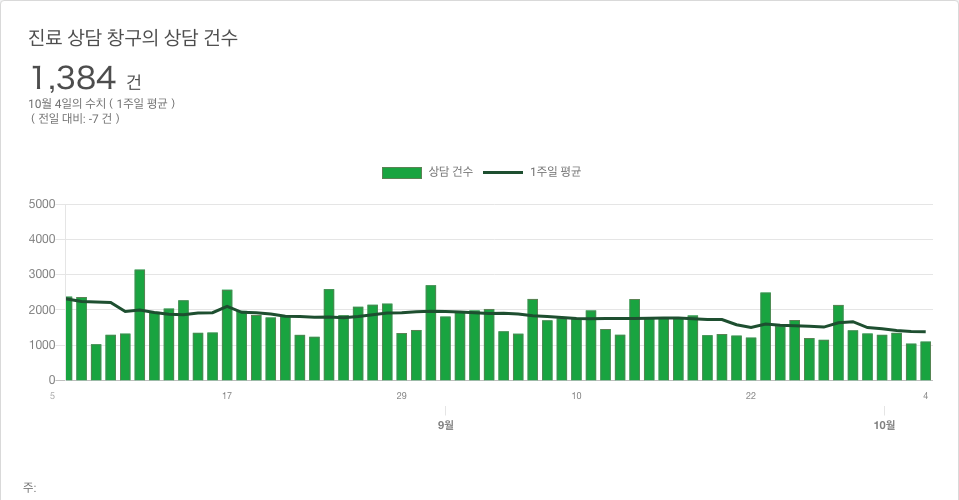 진료 상담 창구의 상담 건수
1,384 건
10월 4일의 수치 ( 1주일 평균 )
( 전일 대비: -7 건 )
상담 건수 1주일 평균
5000
4000
3000
2000
1000
0
5 17 29 10 22 4
9월 10월
주: